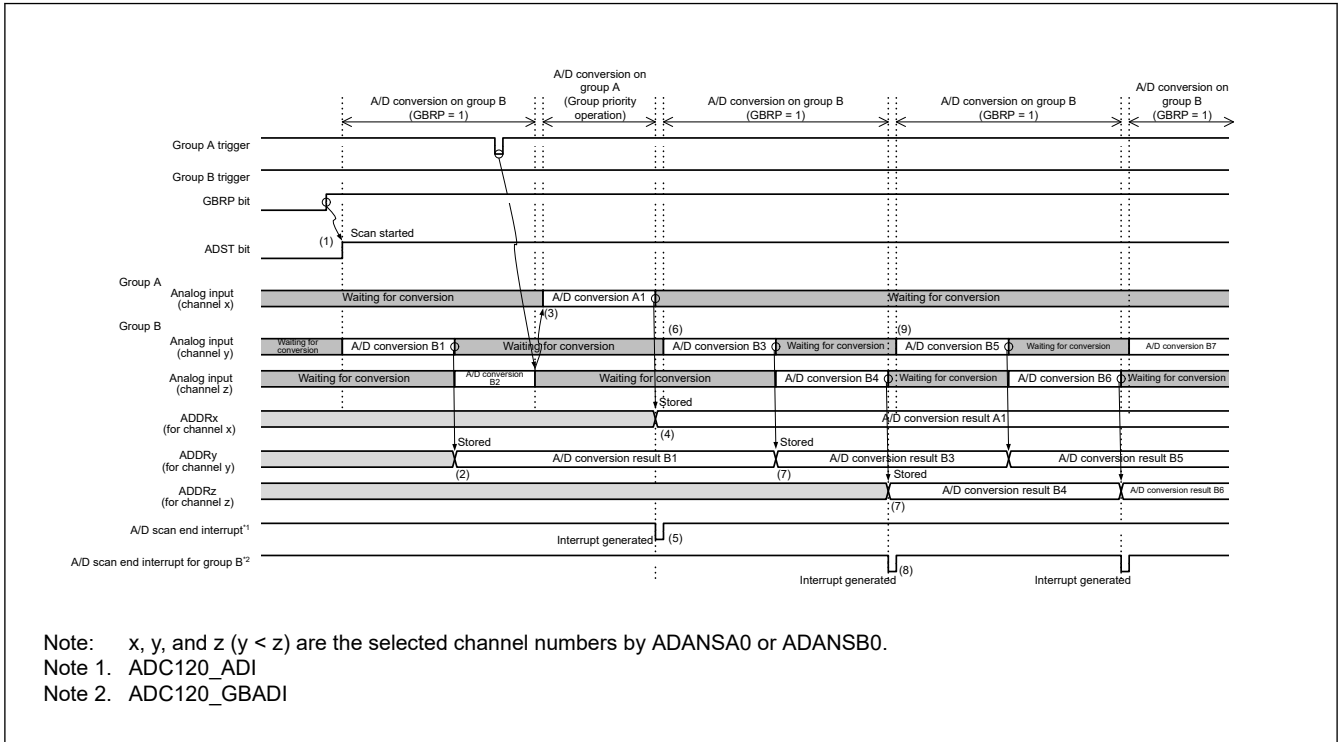 A/D conversion on group B
(GBRP = 1)
A/D conversion on
group A
(Group priority
operation)
A/D conversion on group B
(GBRP = 1)
A/D conversion on group B
(GBRP = 1)
A/D conversion on
group B
(GBRP = 1)
Group A trigger
Group B trigger
GBRP bit
(1)
Scan started
ADST bit
Group A
Analog input
(channel x)
Waiting for conversion
A/D conversion A1
Waiting for conversion
(3)
Group B
(6)
(9)
Analog input
(channel y)
Waiting for
conversion
A/D conversion B1
Waiting for conversion
A/D conversion B3
Waiting for conversion
A/D conversion B5
Waiting for conversion
A/D conversion B7
Analog input
(channel z)
Waiting for conversion
A/D conversion
B2
Waiting for conversion
A/D conversion B4
Waiting for conversion
A/D conversion B6
Waiting for conversion
Stored
ADDRx
(for channel x)
A/D conversion result A1
(4)
Stored
Stored
ADDRy
(for channel y)
A/D conversion result B1
A/D conversion result B3
A/D conversion result B5
(2)
(7)
Stored
ADDRz
(for channel z)
A/D conversion result B4
A/D conversion result B6
(7)
A/D scan end interrupt*1
Interrupt generated
(5)
A/D scan end interrupt for group B*2
(8)
Interrupt generated
Interrupt generated
Note: x, y, and z (y < z) are the selected channel numbers by ADANSA0 or ADANSB0.
Note 1. ADC120_ADI
Note 2. ADC120_GBADI